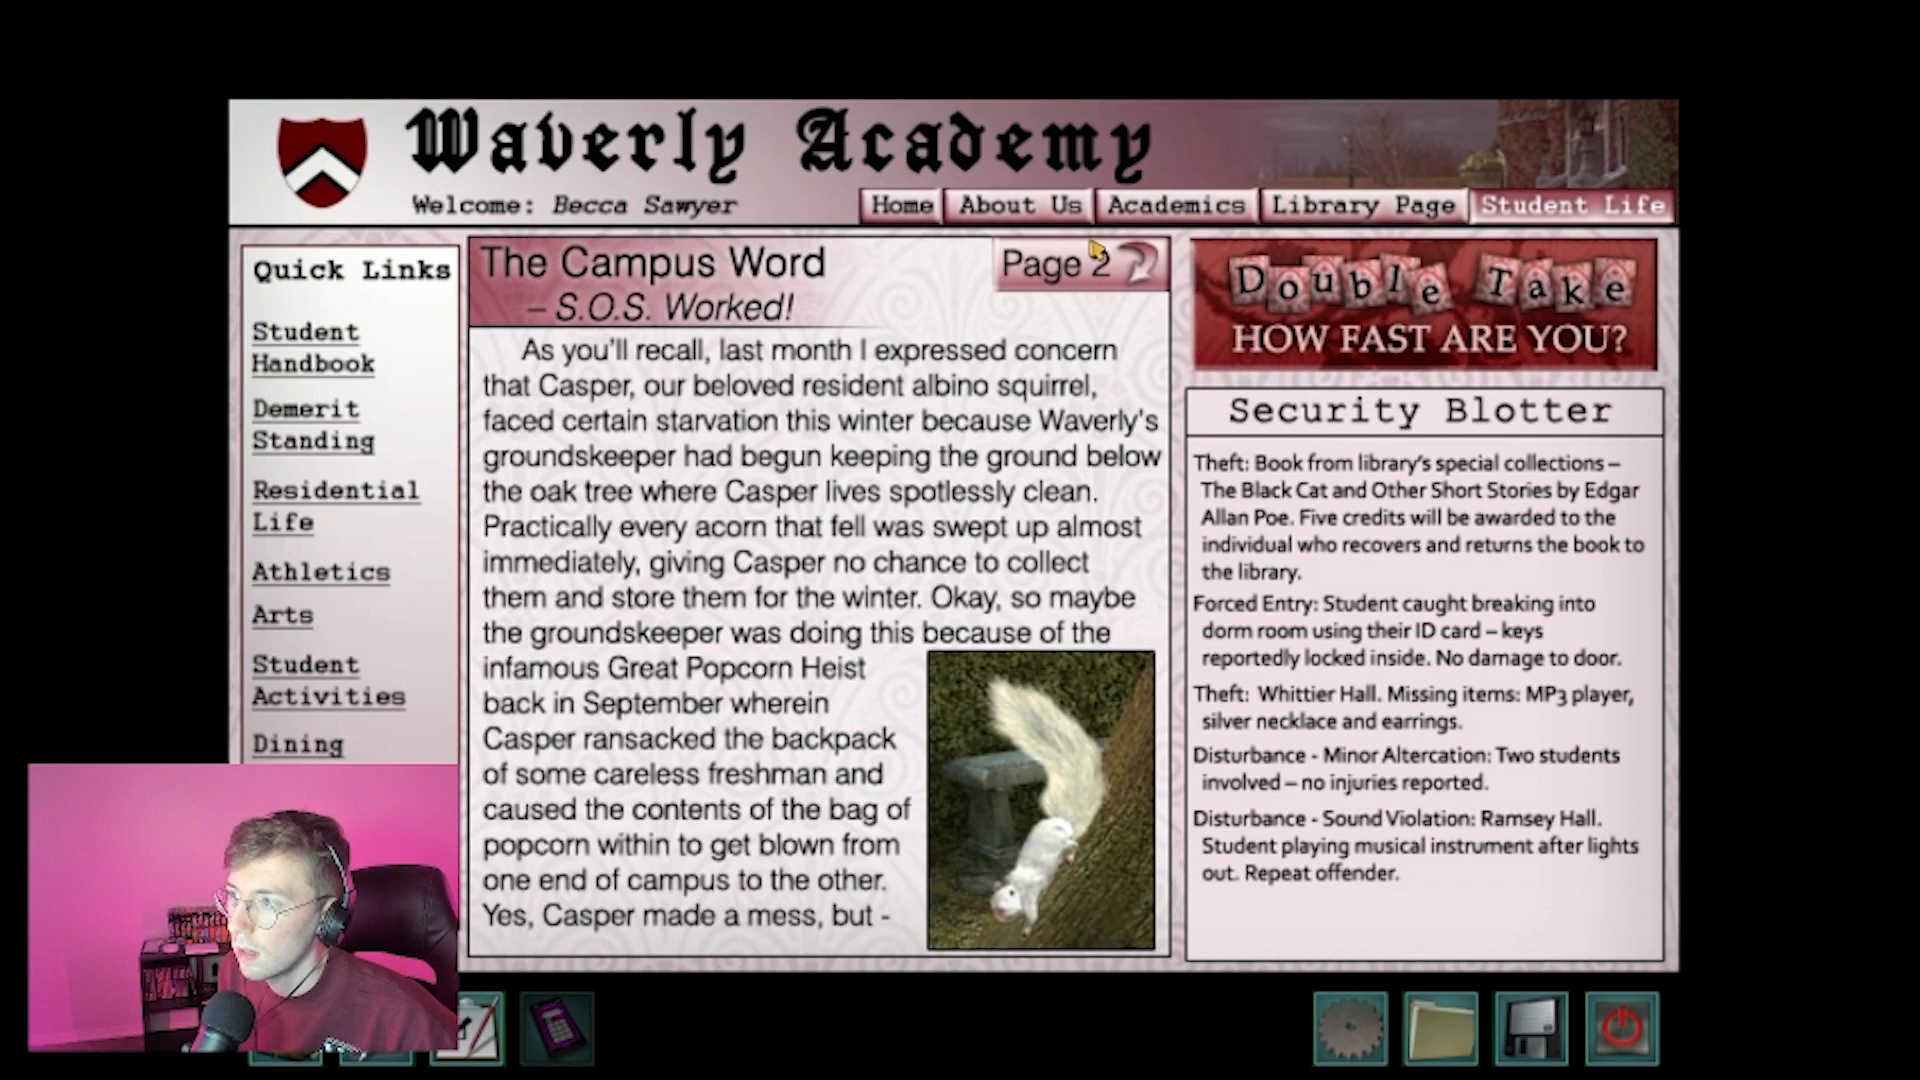 Waverly Academy
Welcome: Becca Sawyer
Home
About Us
Academics
Library Page
Student Life
Quick Links
Student
Handbook
Demerit
Standing
Residential
Life
Athletics
Arts
Student
Activities
Dining
The Campus Word
– S.O.S. Worked!
Page 2
As you'll recall, last month I expressed concern
that Casper, our beloved resident albino squirrel,
faced certain starvation this winter because Waverly's
groundskeeper had begun keeping the ground below
the oak tree where Casper lives spotlessly clean.
Practically every acorn that fell was swept up almost
immediately, giving Casper no chance to collect
them and store them for the winter. Okay, so maybe
the groundskeeper was doing this because of the
infamous Great Popcorn Heist
back in September wherein
Casper ransacked the backpack
of some careless freshman and
caused the contents of the bag of
popcorn within to get blown from
one end of campus to the other.
Yes, Casper made a mess, but -
Double Take
HOW FAST ARE YOU?
Security Blotter
Theft: Book from library's special collections –
The Black Cat and Other Short Stories by Edgar
Allan Poe. Five credits will be awarded to the
individual who recovers and returns the book to
the library.
Forced Entry: Student caught breaking into
dorm room using their ID card – keys
reportedly locked inside. No damage to door.
Theft: Whittier Hall. Missing items: MP3 player,
silver necklace and earrings.
Disturbance - Minor Altercation: Two students
involved – no injuries reported.
Disturbance - Sound Violation: Ramsey Hall.
Student playing musical instrument after lights
out. Repeat offender.